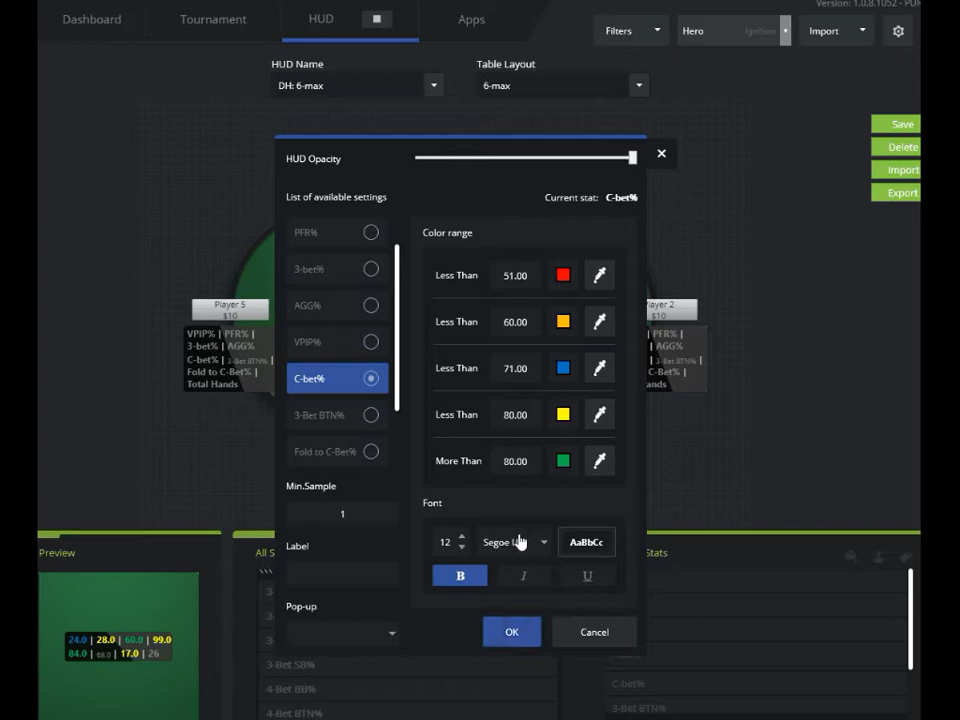 Version: 1.0.8.1052 - PUR
Dashboard
Tournament
HUD
Apps
Filters
Hero
Ignition
Import
HUD Name
Table Layout
DH: 6-max
6-max
Save
Delete
Import
Export
HUD Opacity
List of available settings
Current stat: C-bet%
PFR%
3-bet%
AGG%
VPIP%
C-bet%
3-Bet BTN%
Fold to C-Bet%
Color range
Less Than 51.00
Less Than 60.00
Less Than 71.00
Less Than 80.00
More Than 80.00
Player 5
$10
VPIP% | PFR% |
3-bet% | AGG%
C-bet% | 3-Bet BTN%
Fold to C-Bet% |
Total Hands
Player 2
$10
PFR% |
AGG%
3-Bet BTN%
C-Bet% |
ands
Min.Sample
1
Label
Pop-up
Font
12
Segoe
AaBbCc
B
I
U
OK
Cancel
Preview
All S
Stats
24.0 | 28.0 | 60.0 | 99.0
84.0 | 68.0 | 17.0 | 26
3-Bet SB%
4-Bet BB%
4-Bet BTN%
C-bet%
3-Bet BTN%